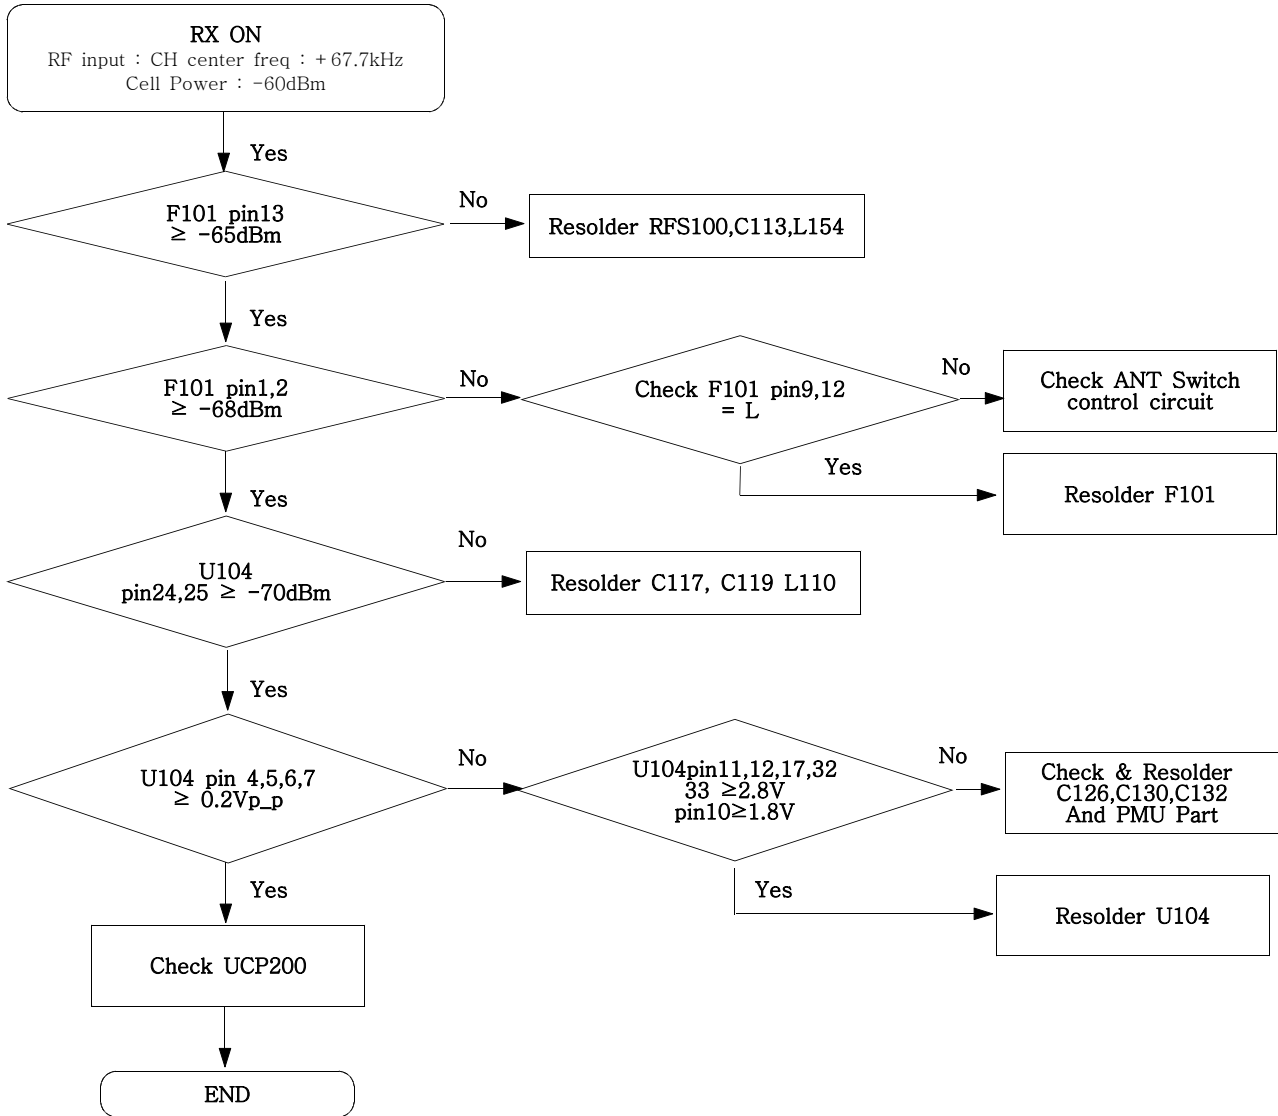 RX ON
RF input : CH center freq : +67.7kHz
Cell Power : -60dBm
Yes
F101 pin13
≥ -65dBm
No
Resolder RFS100,C113,L154
Yes
F101 pin1,2
≥ -68dBm
No
Check F101 pin9,12
= L
No
Check ANT Switch
control circuit
Yes
Resolder F101
Yes
U104
pin24,25 ≥ -70dBm
No
Resolder C117, C119 L110
Yes
U104 pin 4,5,6,7
≥ 0.2Vp_p
No
U104pin11,12,17,32
33 ≥2.8V
pin10≥1.8V
No
Check & Resolder
C126,C130,C132
And PMU Part
Yes
Resolder U104
Yes
Check UCP200
END